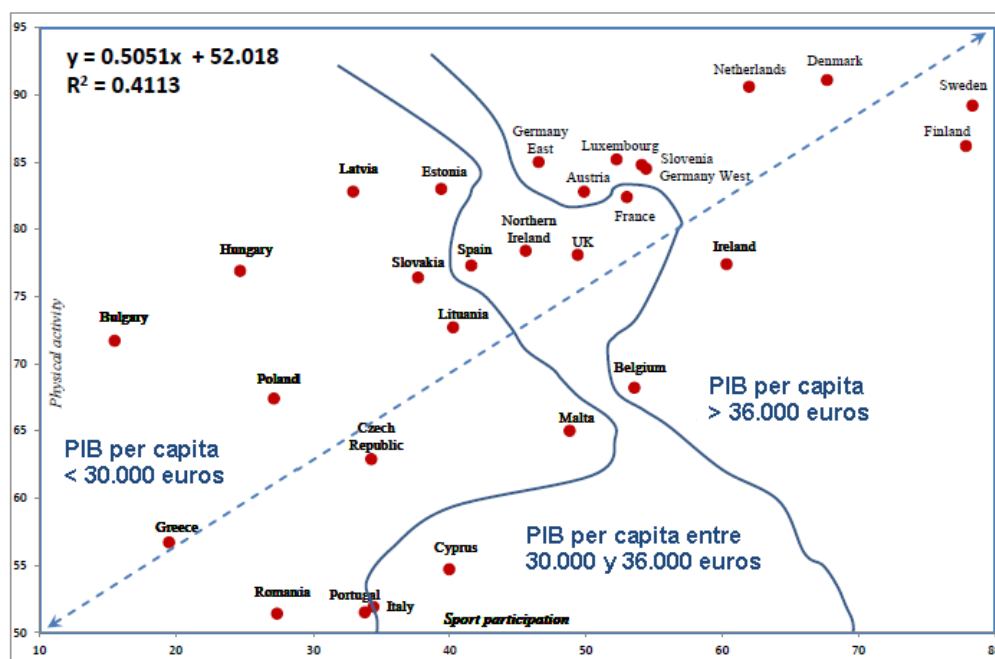 95
y = 0.5051x + 52.018
R² = 0.4113
90
85
80
75
70
65
60
55
50
Physical activity
Netherlands
Denmark
Sweden
Finland
Germany
East
Luxembourg
Slovenia
Germany West
Austria
France
Latvia
Estonia
Northern
Ireland
UK
Ireland
Hungary
Slovakia
Spain
Bulgary
Lituania
Poland
Belgium
PIB per capita
> 36.000 euros
Malta
Czech
Republic
PIB per capita
< 30.000 euros
Greece
Cyprus
PIB per capita entre
30.000 y 36.000 euros
Romania
Portugal
Italy
Sport participation
10
20
30
40
50
60
70
80